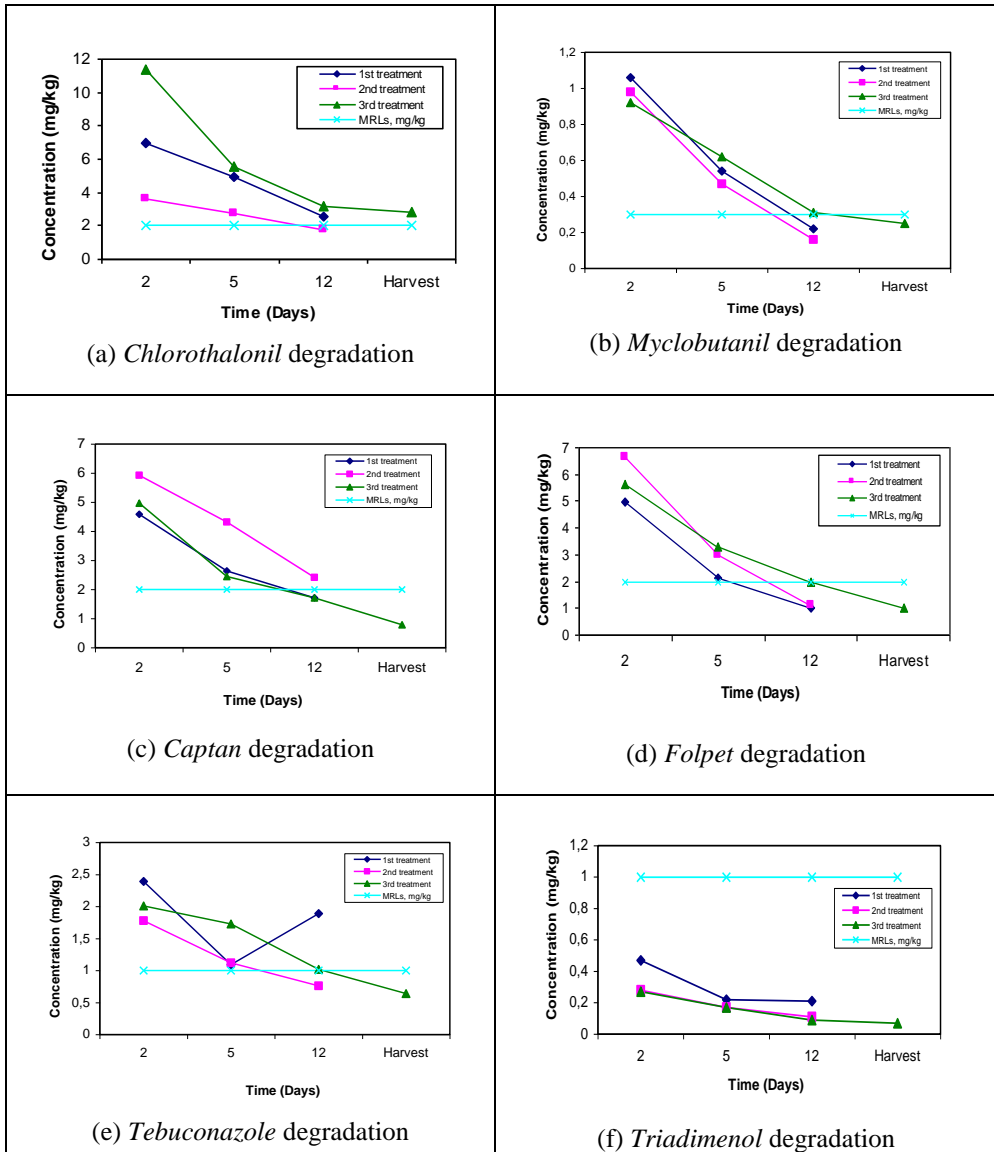 12
10
8
6
4
2
0
Concentration (mg/kg)
1st treatment
2nd treatment
3rd treatment
MRLs, mg/kg
2 5 12 Harvest
Time (Days)
(a) Chlorothalonil degradation
1,2
1
0,8
0,6
0,4
0,2
0
Concentration (mg/kg)
1st treatment
2nd treatment
3rd treatment
MRLs, mg/kg
2 5 12 Harvest
Time (Days)
(b) Myclobutanil degradation
7
6
5
4
3
2
1
0
Concentration (mg/kg)
1st treatment
2nd treatment
3rd treatment
MRLs, mg/kg
2 5 12 Harvest
Time (Days)
(c) Captan degradation
7
6
5
4
3
2
1
0
Concentration (mg/kg)
1st treatment
2nd treatment
3rd treatment
MRLs, mg/kg
2 5 12 Harvest
Time (Days)
(d) Folpet degradation
3
2,5
2
1,5
1
0,5
0
Concentration (mg/kg)
1st treatment
2nd treatment
3rd treatment
MRLs, mg/kg
2 5 12 Harvest
Time (Days)
(e) Tebuconazole degradation
1,2
1
0,8
0,6
0,4
0,2
0
Concentration (mg/kg)
1st treatment
2nd treatment
3rd treatment
MRLs, mg/kg
2 5 12 Harvest
Time (Days)
(f) Triadimenol degradation